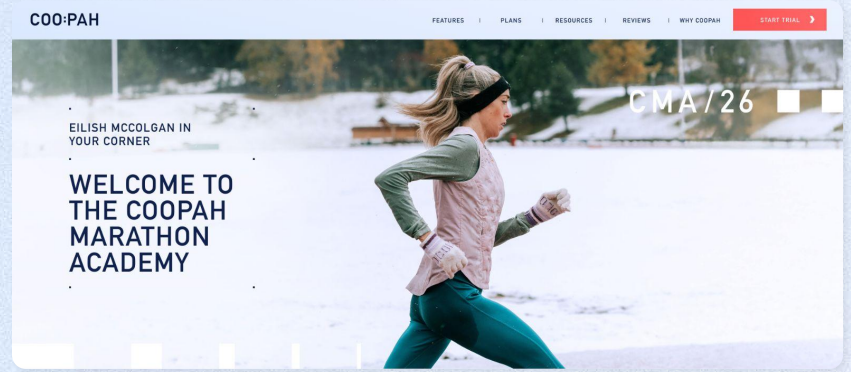 COO:PAH
FEATURES | PLANS | RESOURCES | REVIEWS | WHY COOPAH
START TRIAL
CMA/26
EILISH MCCOLGAN IN
YOUR CORNER
WELCOME TO
THE COOPAH
MARATHON
ACADEMY